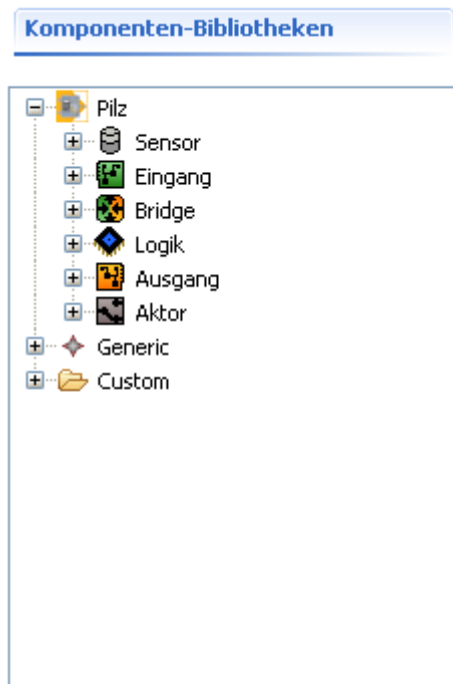 Komponenten-Bibliotheken
Pilz
Sensor
Eingang
Bridge
Logik
Ausgang
Aktor
Generic
Custom